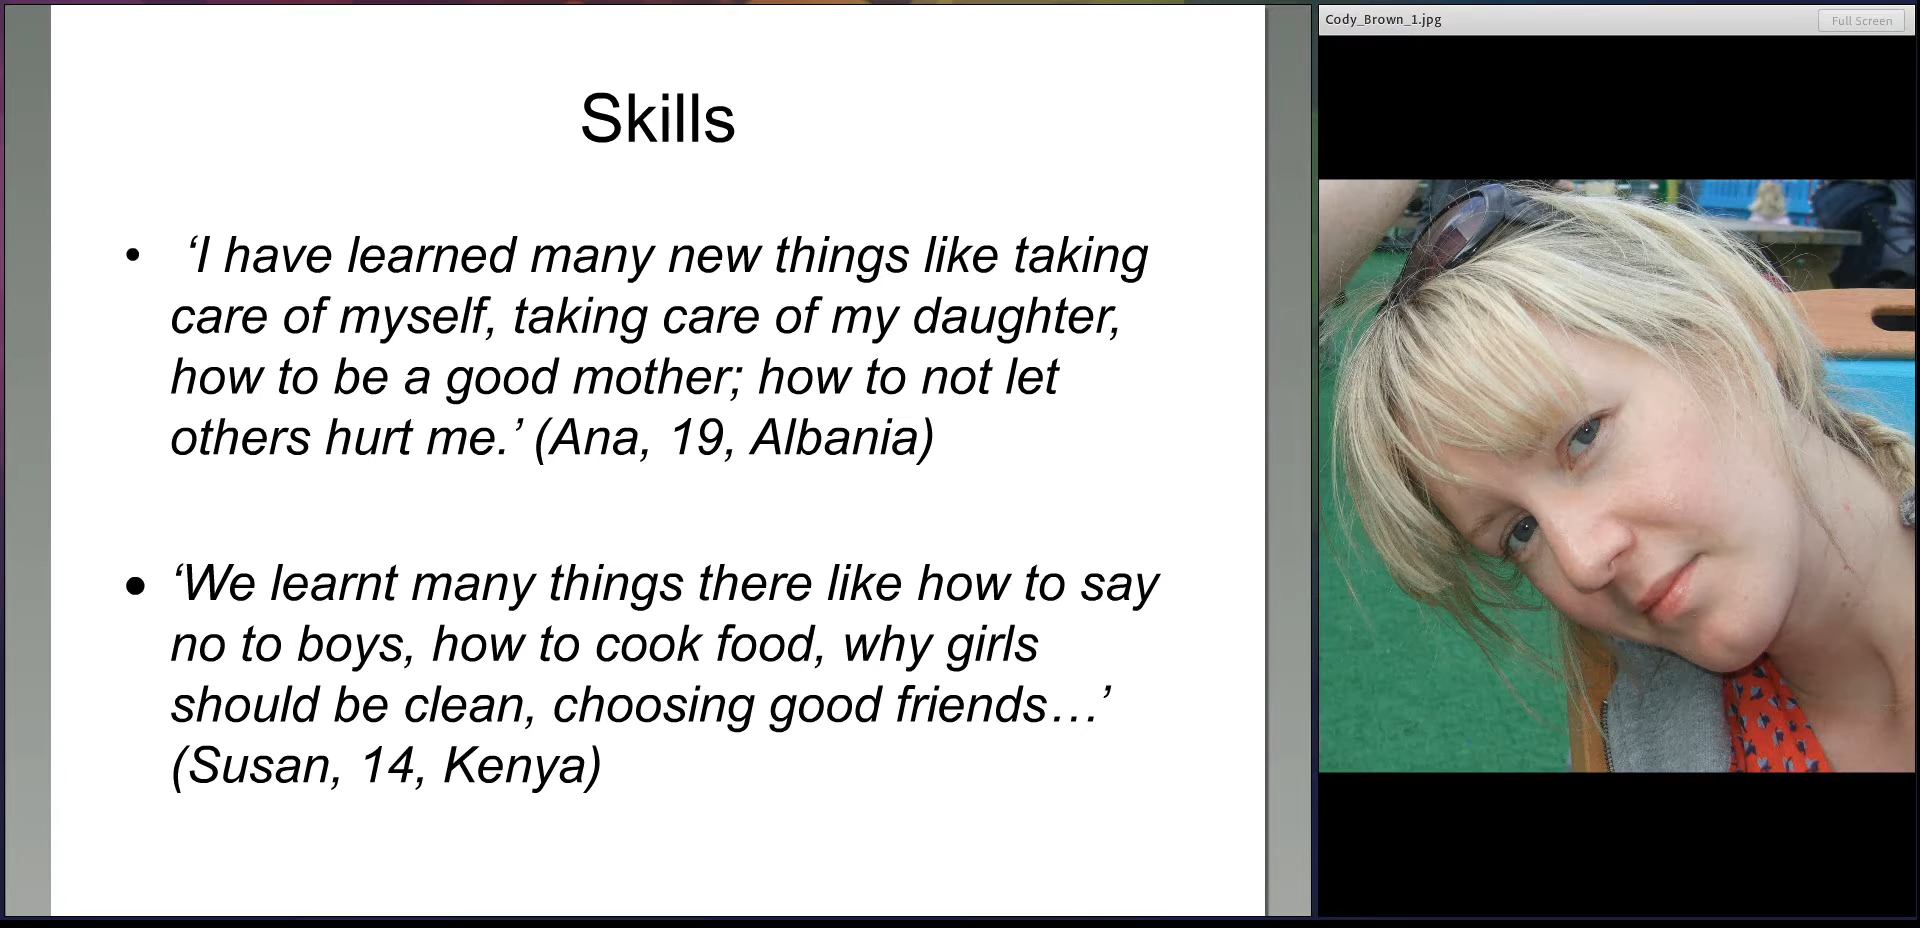 Skills
• ‘I have learned many new things like taking
care of myself, taking care of my daughter,
how to be a good mother; how to not let
others hurt me.’ (Ana, 19, Albania)
• ‘We learnt many things there like how to say
no to boys, how to cook food, why girls
should be clean, choosing good friends…’
(Susan, 14, Kenya)
Cody_Brown_1.jpg
Full Screen